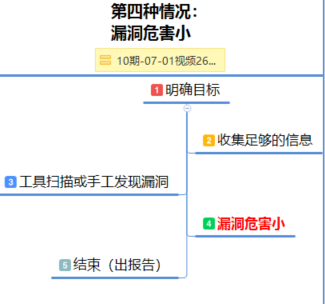 第四种情况：
漏洞危害小
10期-07-01视频26...
1 明确目标
2 收集足够的信息
3 工具扫描或手工发现漏洞
4 漏洞危害小
5 结束（出报告）